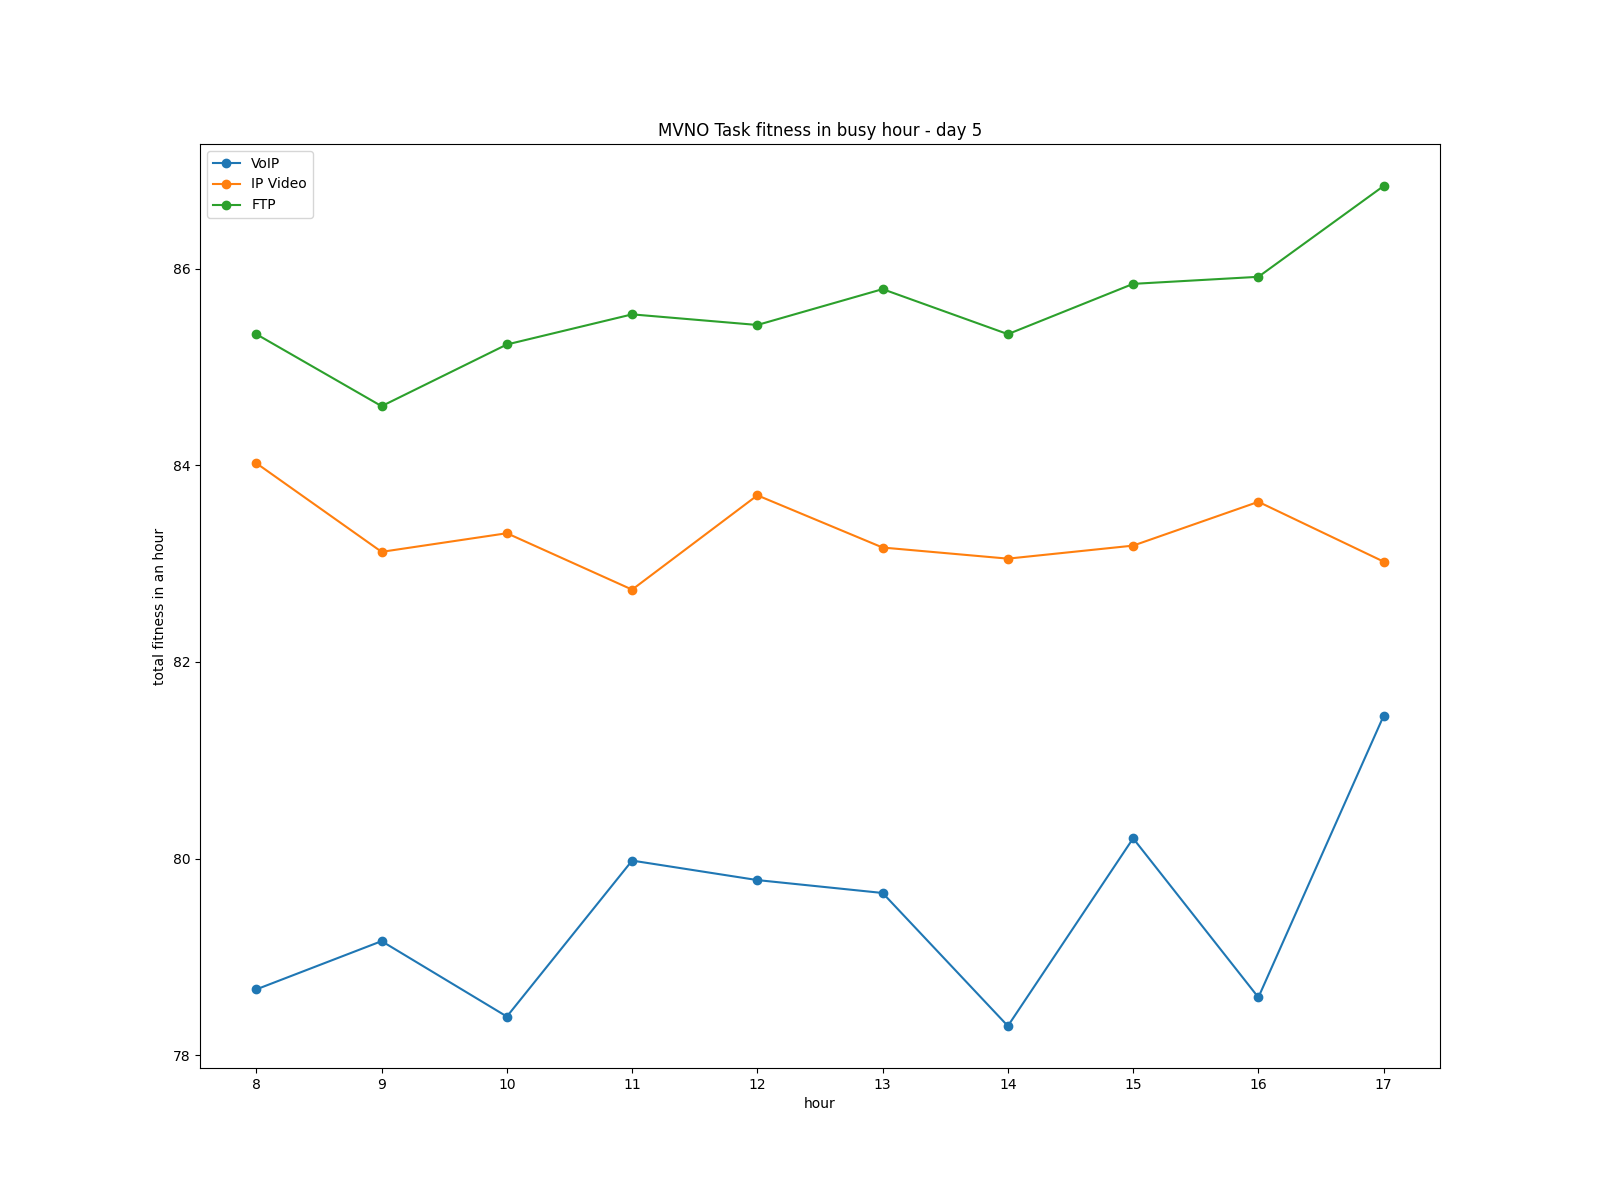 MVNO Task fitness in busy hour - day 5
VoIP
IP Video
FTP
86
84
82
80
78
total fitness in an hour
8 9 10 11 12 13 14 15 16 17
hour